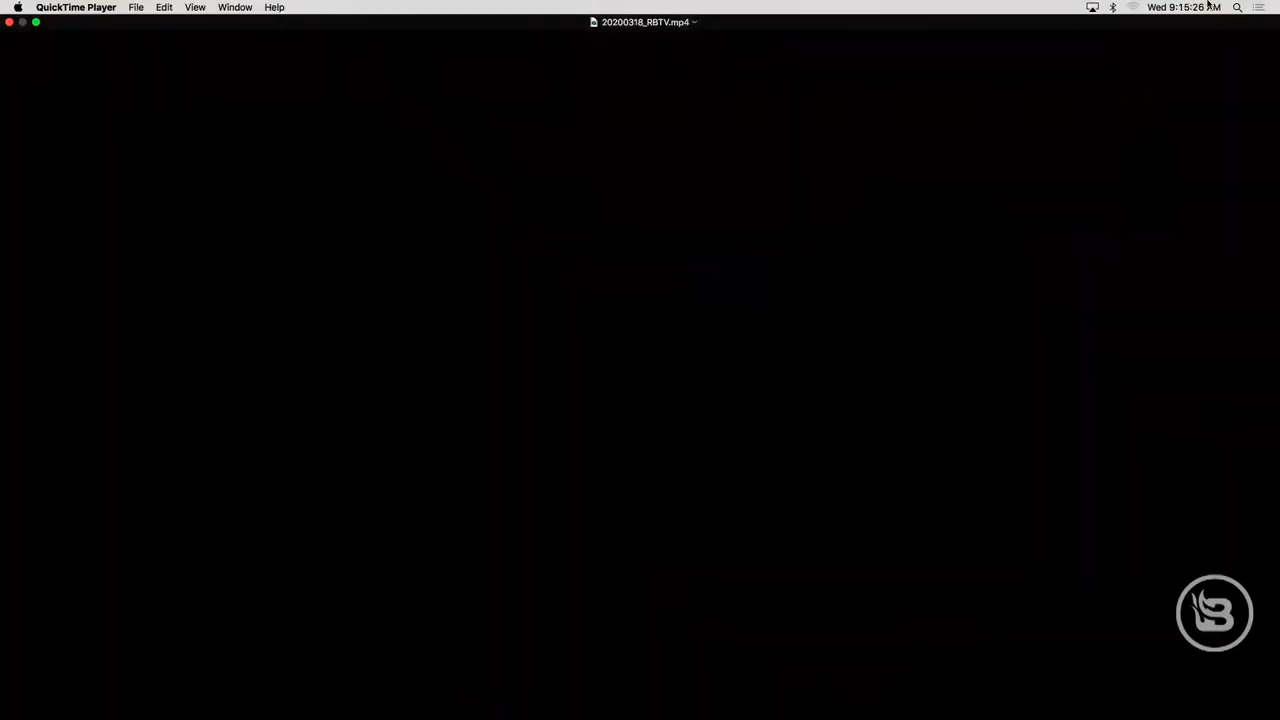 QuickTime Player File Edit View Window Help Wed 9:15:26 AM
20200318_RBTV.mp4
B